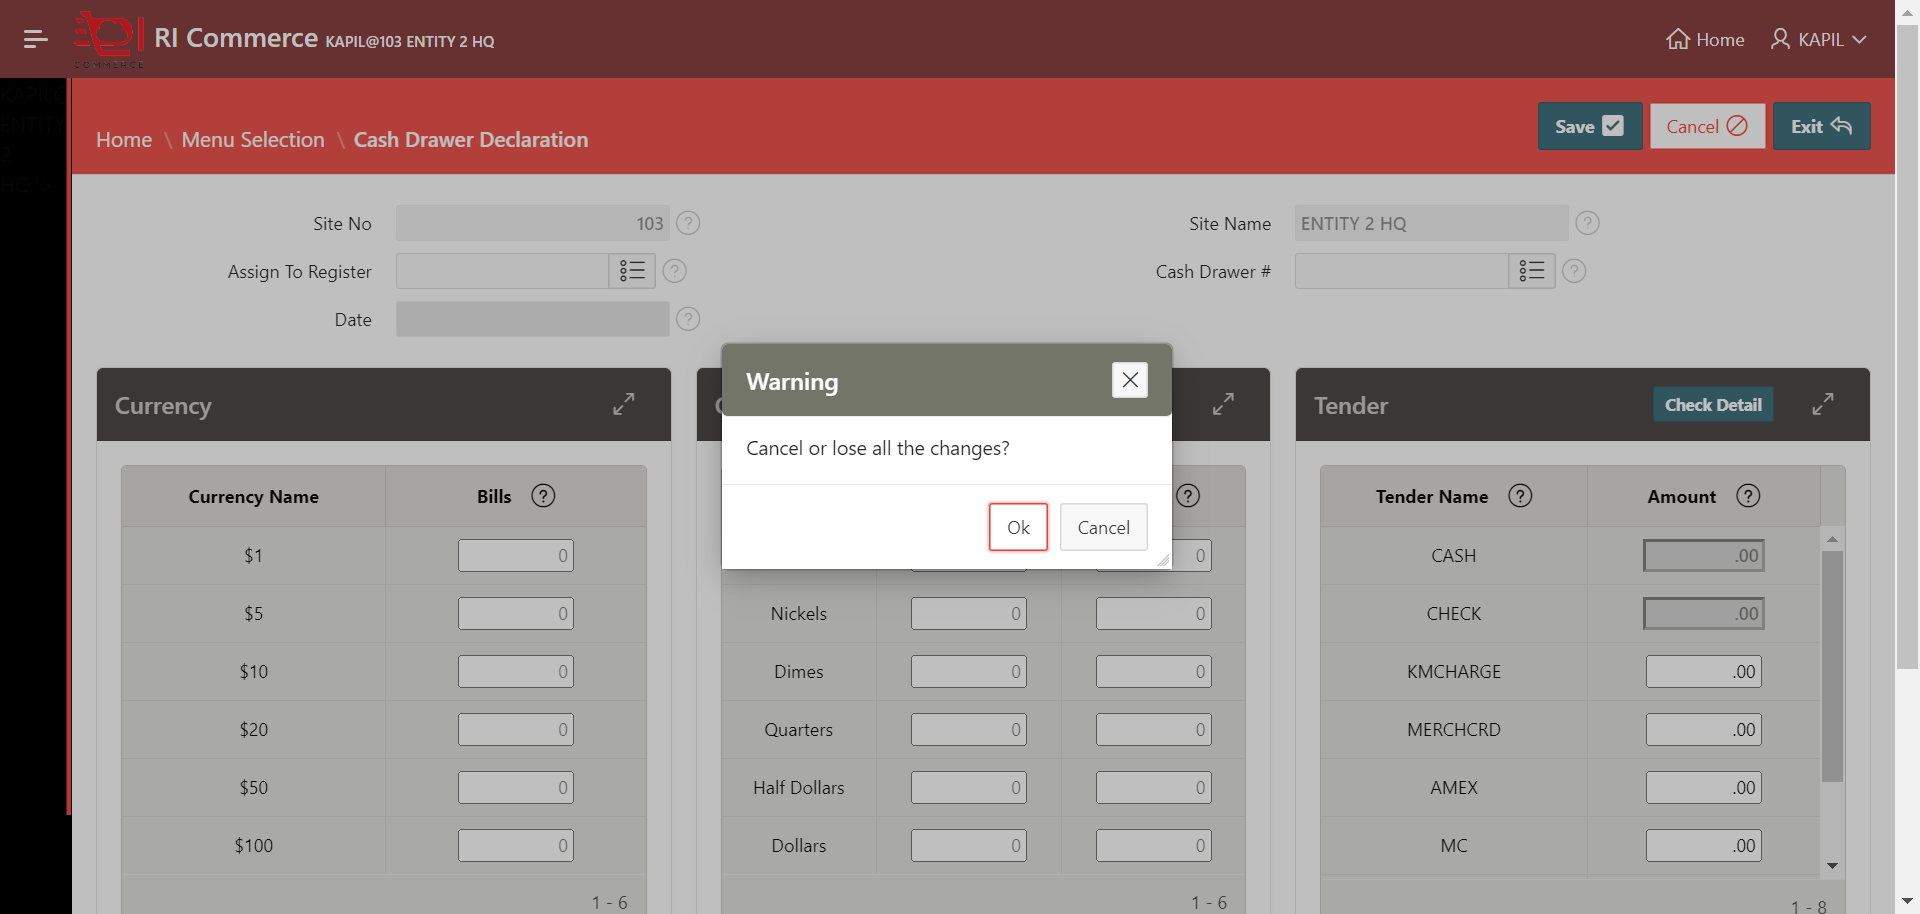 RI Commerce KAPIL@103 ENTITY 2 HQ
COMMERCE
Home
KAPIL
KAPIL@
ENTITY
2
HQ
Home \ Menu Selection \ Cash Drawer Declaration
Save
Cancel
Exit
Site No
103
Site Name
ENTITY 2 HQ
Assign To Register
Cash Drawer #
Date
Warning
Cancel or lose all the changes?
Ok
Cancel
Currency
Currency Name
Bills
$1
0
$5
0
$10
0
$20
0
$50
0
$100
0
1 - 6
0
Nickels
0
0
Dimes
0
0
Quarters
0
0
Half Dollars
0
0
Dollars
0
0
1 - 6
Tender
Check Detail
Tender Name
Amount
CASH
.00
CHECK
.00
KMCHARGE
.00
MERCHCRD
.00
AMEX
.00
MC
.00
1 - 8